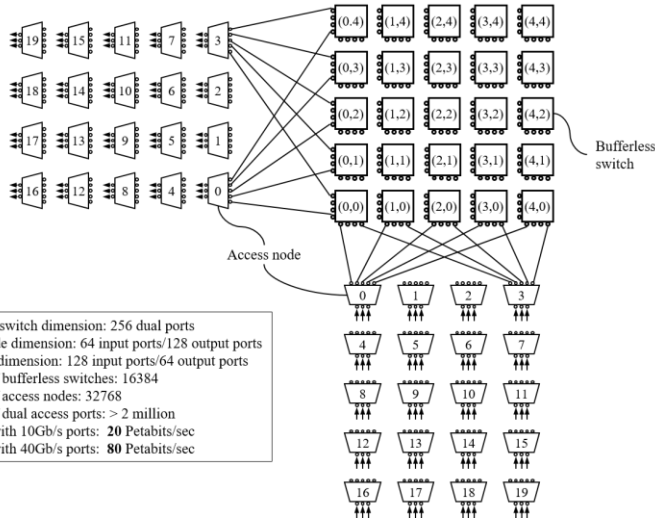 19 15 11 7 3 (0.4) (1,4) (2,4) (3,4) (4,4)
18 14 10 6 2 (0,3) (1,3) (2,3) (3,3) (4,3)
17 13 9 5 1 (0,2) (1,2) (2,2) (3,2) (4,2)
16 12 8 4 0 (0,1) (1,1) (2,1) (3,1) (4,1)
(0,0) (1,0) (2,0) (3,0) (4,0)
Bufferless
switch
Access node
0 1 2 3
4 5 6 7
8 9 10 11
12 13 14 15
16 17 18 19
switch dimension: 256 dual ports
dimension: 64 input ports/128 output ports
dimension: 128 input ports/64 output ports
bufferless switches: 16384
access nodes: 32768
dual access ports: > 2 million
with 10Gb/s ports: 20 Petabits/sec
with 40Gb/s ports: 80 Petabits/sec